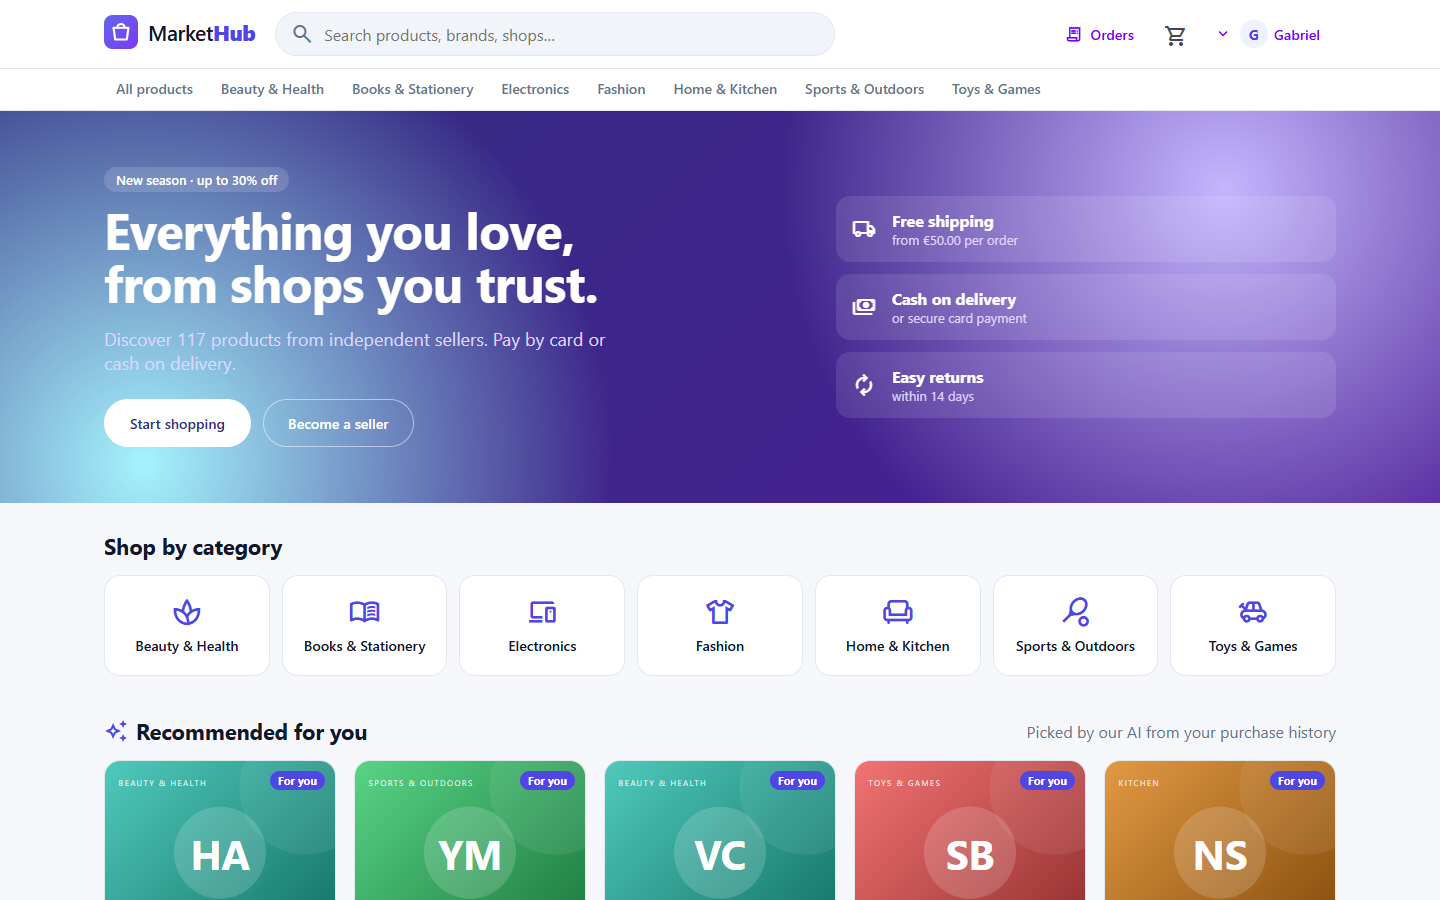 MarketHub
Search products, brands, shops...
Orders
G
Gabriel
All products
Beauty & Health
Books & Stationery
Electronics
Fashion
Home & Kitchen
Sports & Outdoors
Toys & Games
New season · up to 30% off
Everything you love,
from shops you trust.
Discover 117 products from independent sellers. Pay by card or
cash on delivery.
Start shopping
Become a seller
Free shipping
from €50.00 per order
Cash on delivery
or secure card payment
Easy returns
within 14 days
Shop by category
Beauty & Health
Books & Stationery
Electronics
Fashion
Home & Kitchen
Sports & Outdoors
Toys & Games
Recommended for you
Picked by our AI from your purchase history
BEAUTY & HEALTH
For you
HA
SPORTS & OUTDOORS
For you
YM
BEAUTY & HEALTH
For you
VC
TOYS & GAMES
For you
SB
KITCHEN
For you
NS